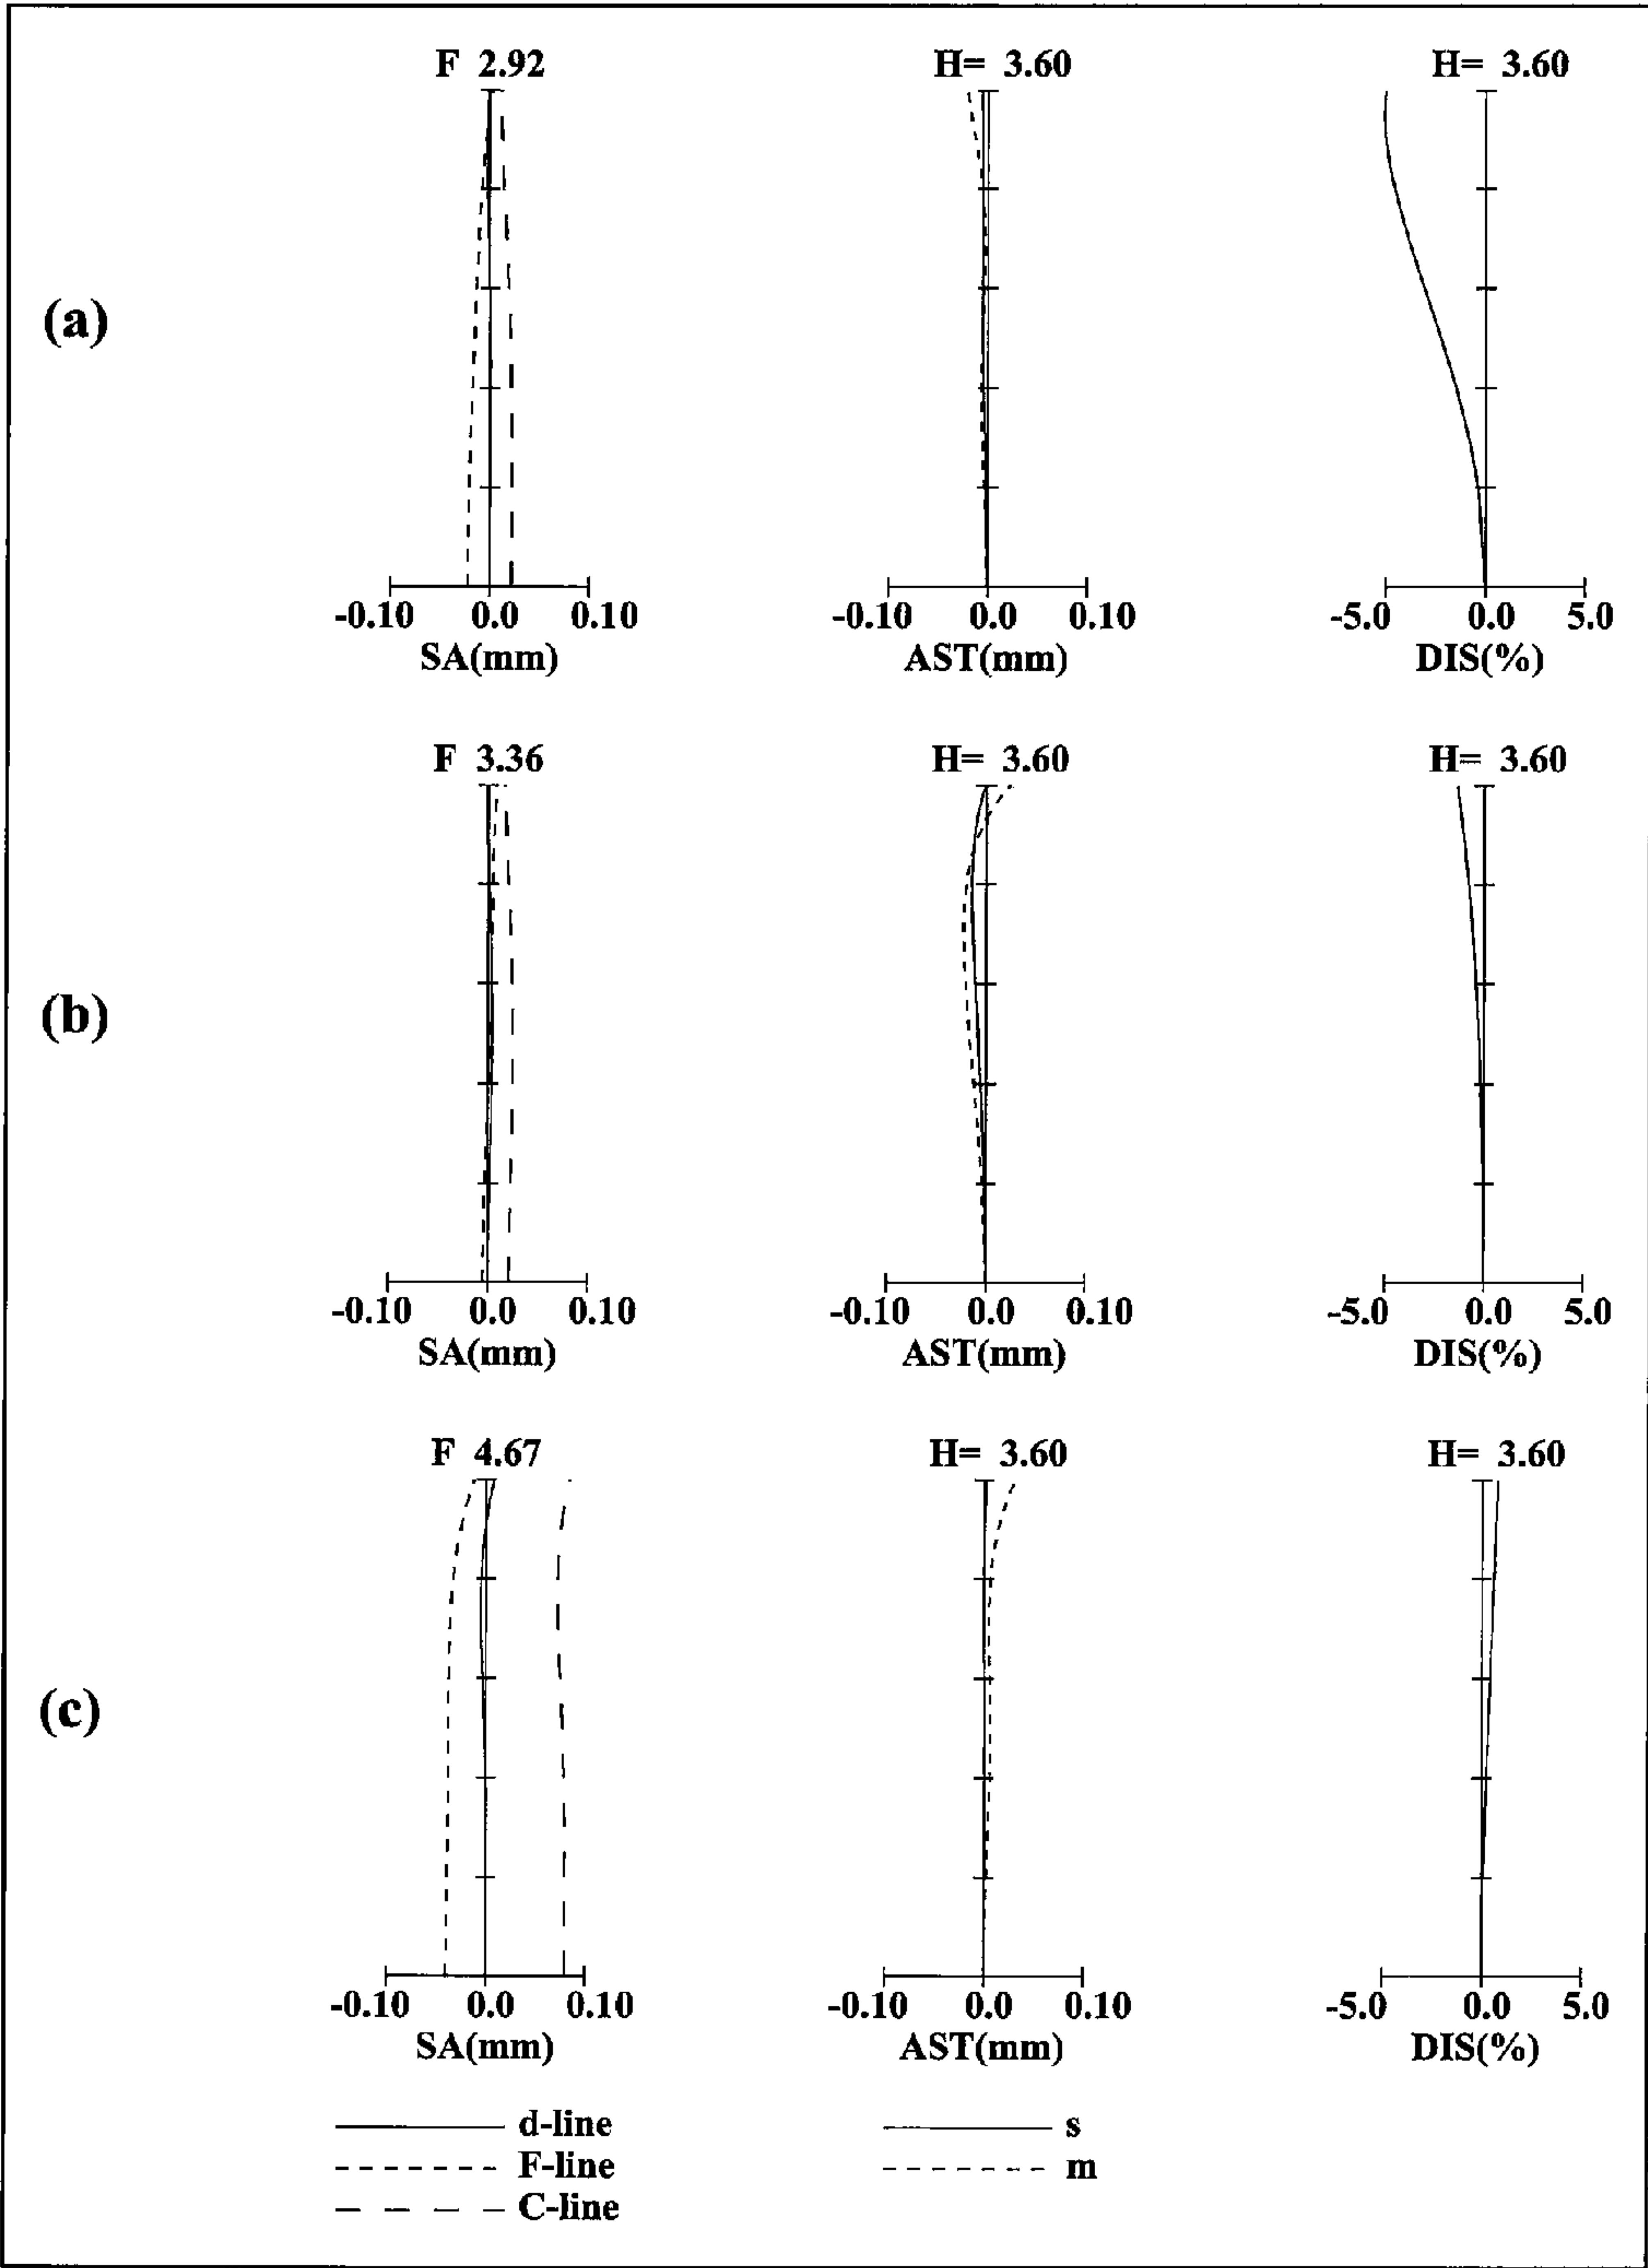 F 2.92 H= 3.60 H= 3.60
(a)
-0.10 0.0 0.10 -0.10 0.0 0.10 -5.0 0.0 5.0
SA(mm) AST(mm) DIS(%)
F 3.36 H= 3.60 H= 3.60
(b)
-0.10 0.0 0.10 -0.10 0.0 0.10 -5.0 0.0 5.0
SA(mm) AST(mm) DIS(%)
F 4.67 H= 3.60 H= 3.60
(c)
-0.10 0.0 0.10 -0.10 0.0 0.10 -5.0 0.0 5.0
SA(mm) AST(mm) DIS(%)
d-line s
F-line m
C-line